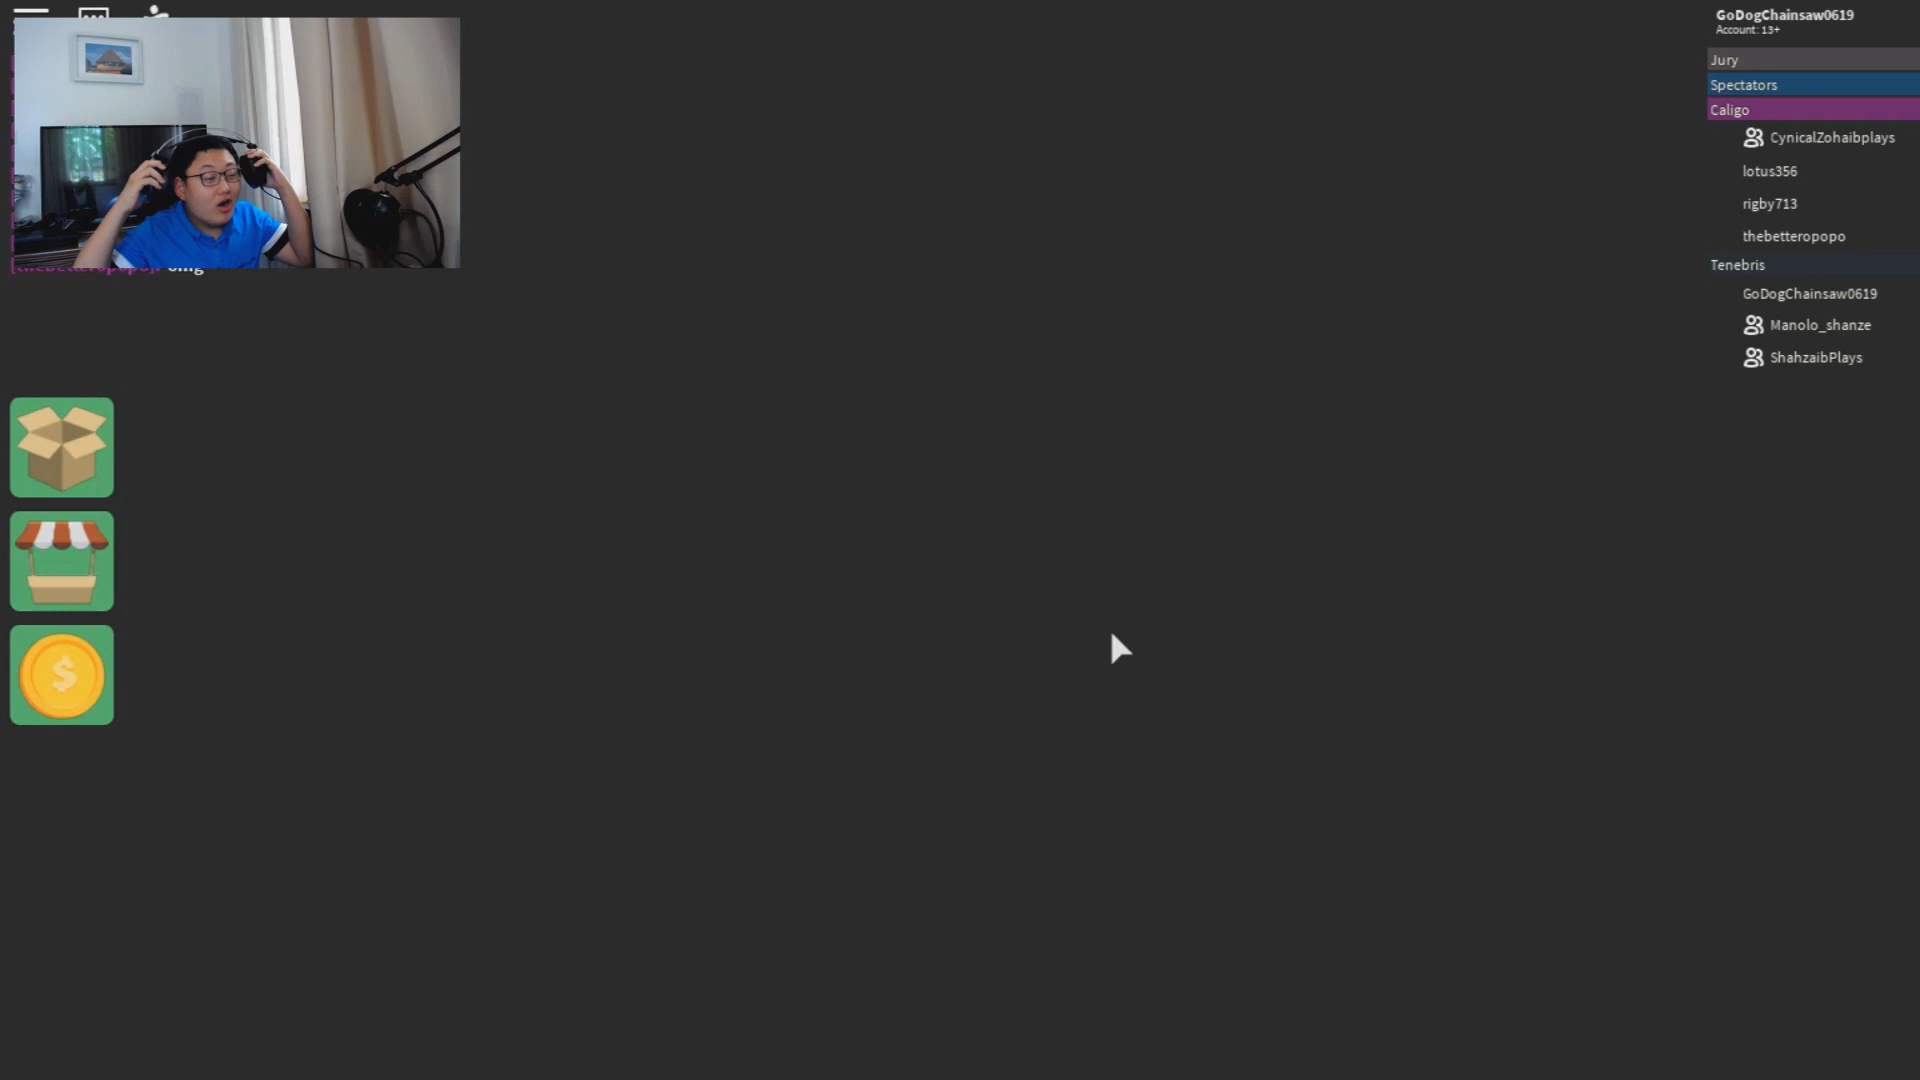 GoDogChainsaw0619
Account: 13+
Jury
Spectators
Caligo
CynicalZohaibplays
lotus356
rigby713
thebetteropopo
Tenebris
GoDogChainsaw0619
Manolo_shanze
ShahzaibPlays
$